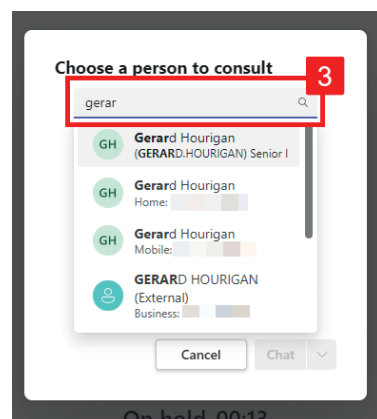 Choose a person to consult
3
gerar
GH
Gerard Hourigan
(GERARD.HOURIGAN) Senior
GH
Gerard Hourigan
Home:
GH
Gerard Hourigan
Mobile:
GERARD HOURIGAN
(External)
Business:
Cancel
Chat
On hold 00:13